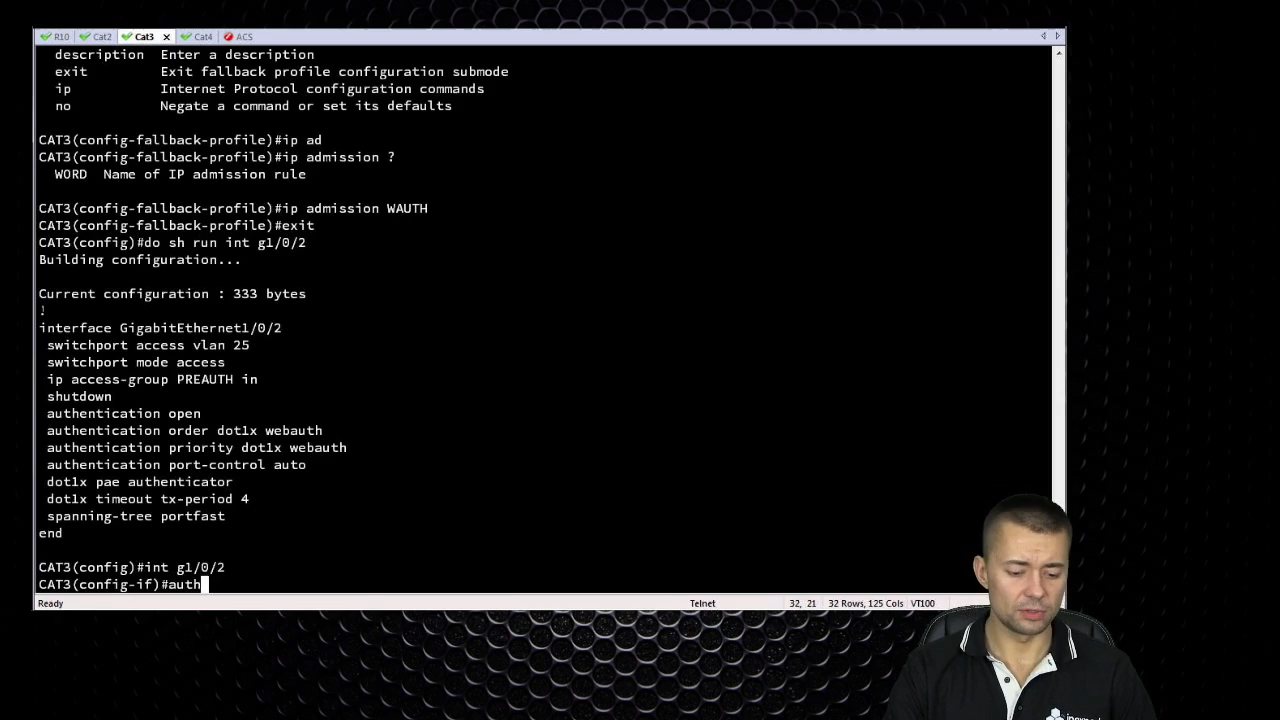 R10 Cat2 Cat3 Cat4 ACS
description Enter a description
exit Exit fallback profile configuration submode
ip Internet Protocol configuration commands
no Negate a command or set its defaults
CAT3(config-fallback-profile)#ip ad
CAT3(config-fallback-profile)#ip admission ?
WORD Name of IP admission rule
CAT3(config-fallback-profile)#ip admission WAUTH
CAT3(config-fallback-profile)#exit
CAT3(config)#do sh run int g1/0/2
Building configuration...
Current configuration : 333 bytes
!
interface GigabitEthernet1/0/2
switchport access vlan 25
switchport mode access
ip access-group PREAUTH in
shutdown
authentication open
authentication order dot1x webauth
authentication priority dot1x webauth
authentication port-control auto
dot1x pae authenticator
dot1x timeout tx-period 4
spanning-tree portfast
end
CAT3(config)#int g1/0/2
CAT3(config-if)#auth
Ready Telnet 32, 21 32 Rows, 125 Cols VT100